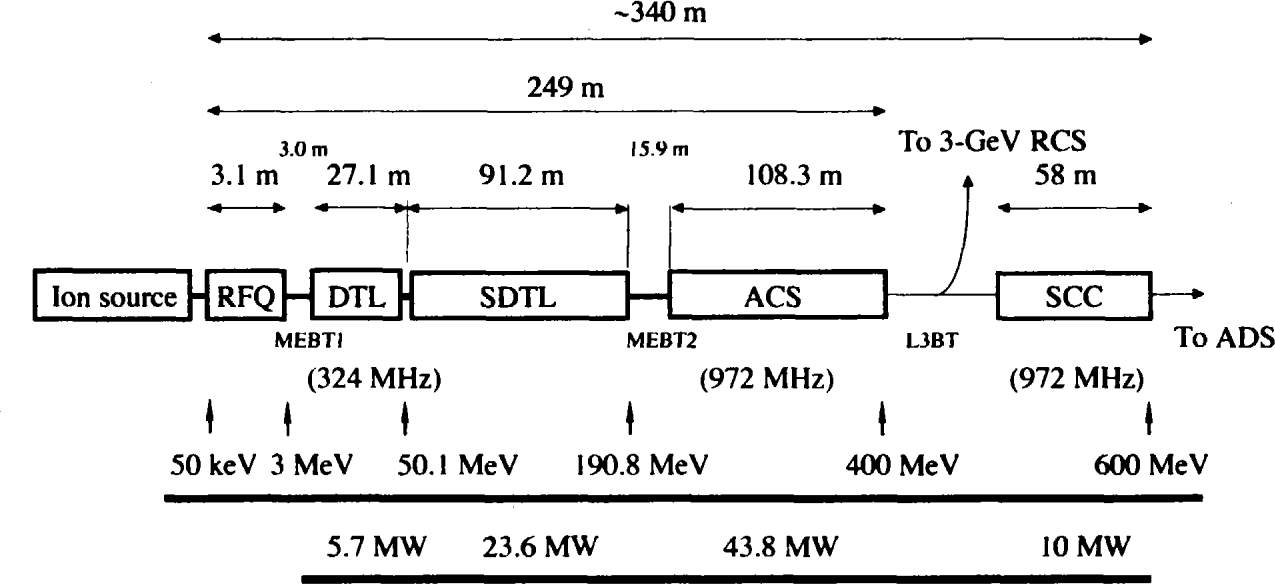 ~340 m
249 m
3.0 m 15.9 m To 3-GeV RCS
3.1 m 27.1 m 91.2 m 108.3 m 58 m
Ion source RFQ DTL SDTL ACS SCC
MEBT1 MEBT2 L3BT To ADS
(324 MHz) (972 MHz) (972 MHz)
50 keV 3 MeV 50.1 MeV 190.8 MeV 400 MeV 600 MeV
5.7 MW 23.6 MW 43.8 MW 10 MW